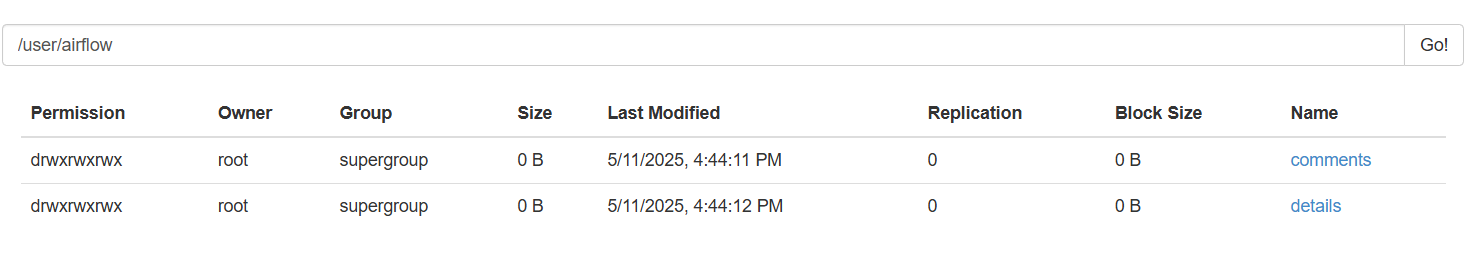 /user/airflow Go!
Permission Owner Group Size Last Modified Replication Block Size Name
drwxrwxrwx root supergroup 0 B 5/11/2025, 4:44:11 PM 0 0 B comments
drwxrwxrwx root supergroup 0 B 5/11/2025, 4:44:12 PM 0 0 B details